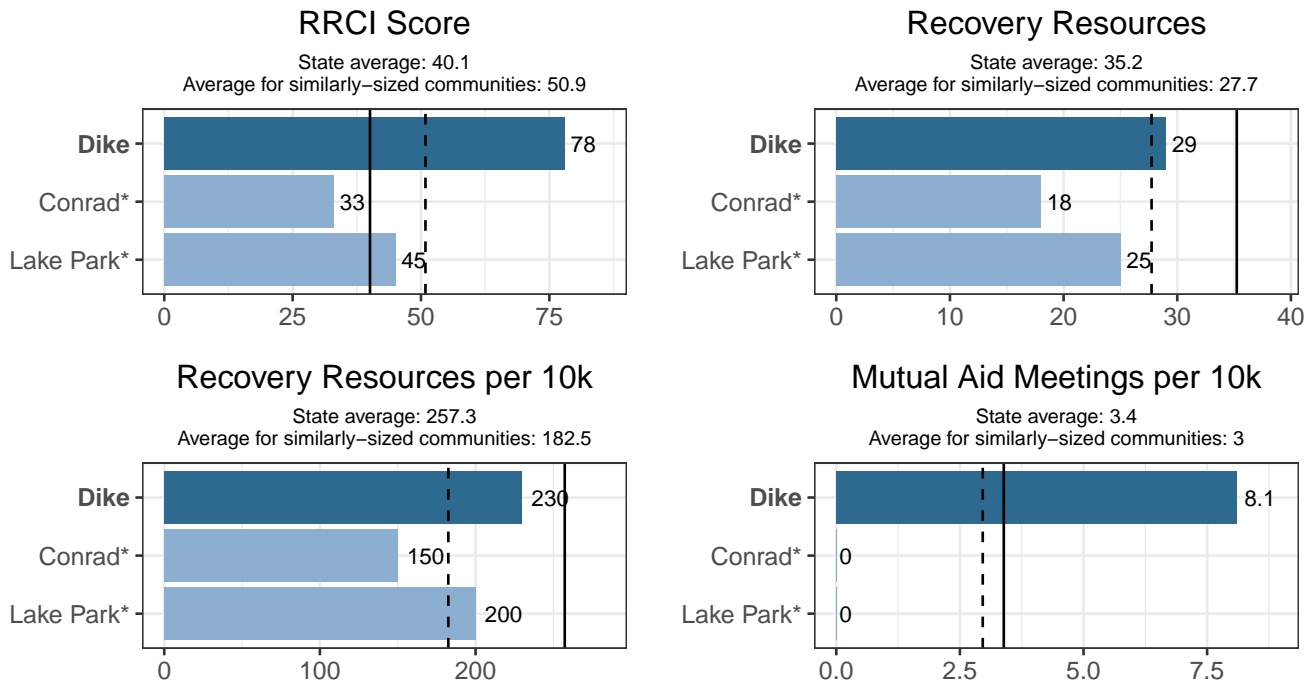 RRCI Score
State average: 40.1
Average for similarly−sized communities: 50.9
Dike
78
Conrad*
33
Lake Park*
45
0 25 50 75
Recovery Resources
State average: 35.2
Average for similarly−sized communities: 27.7
Dike
29
Conrad*
18
Lake Park*
25
0 10 20 30 40
Recovery Resources per 10k
State average: 257.3
Average for similarly−sized communities: 182.5
Dike
230
Conrad*
150
Lake Park*
200
0 100 200
Mutual Aid Meetings per 10k
State average: 3.4
Average for similarly−sized communities: 3
Dike
8.1
Conrad*
0
Lake Park*
0
0.0 2.5 5.0 7.5